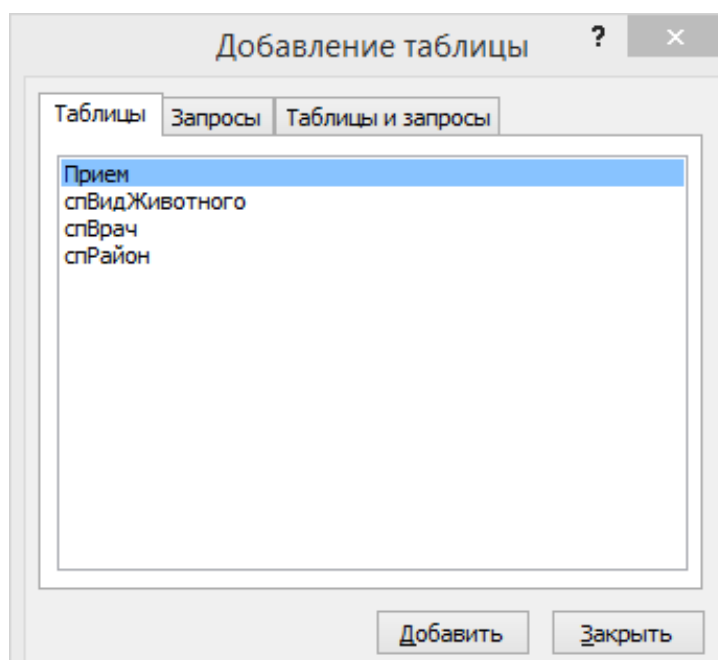 Добавление таблицы ? ×
Таблицы Запросы Таблицы и запросы
Прием
спВидЖивотного
спВрач
спРайон
Добавить Закрыть